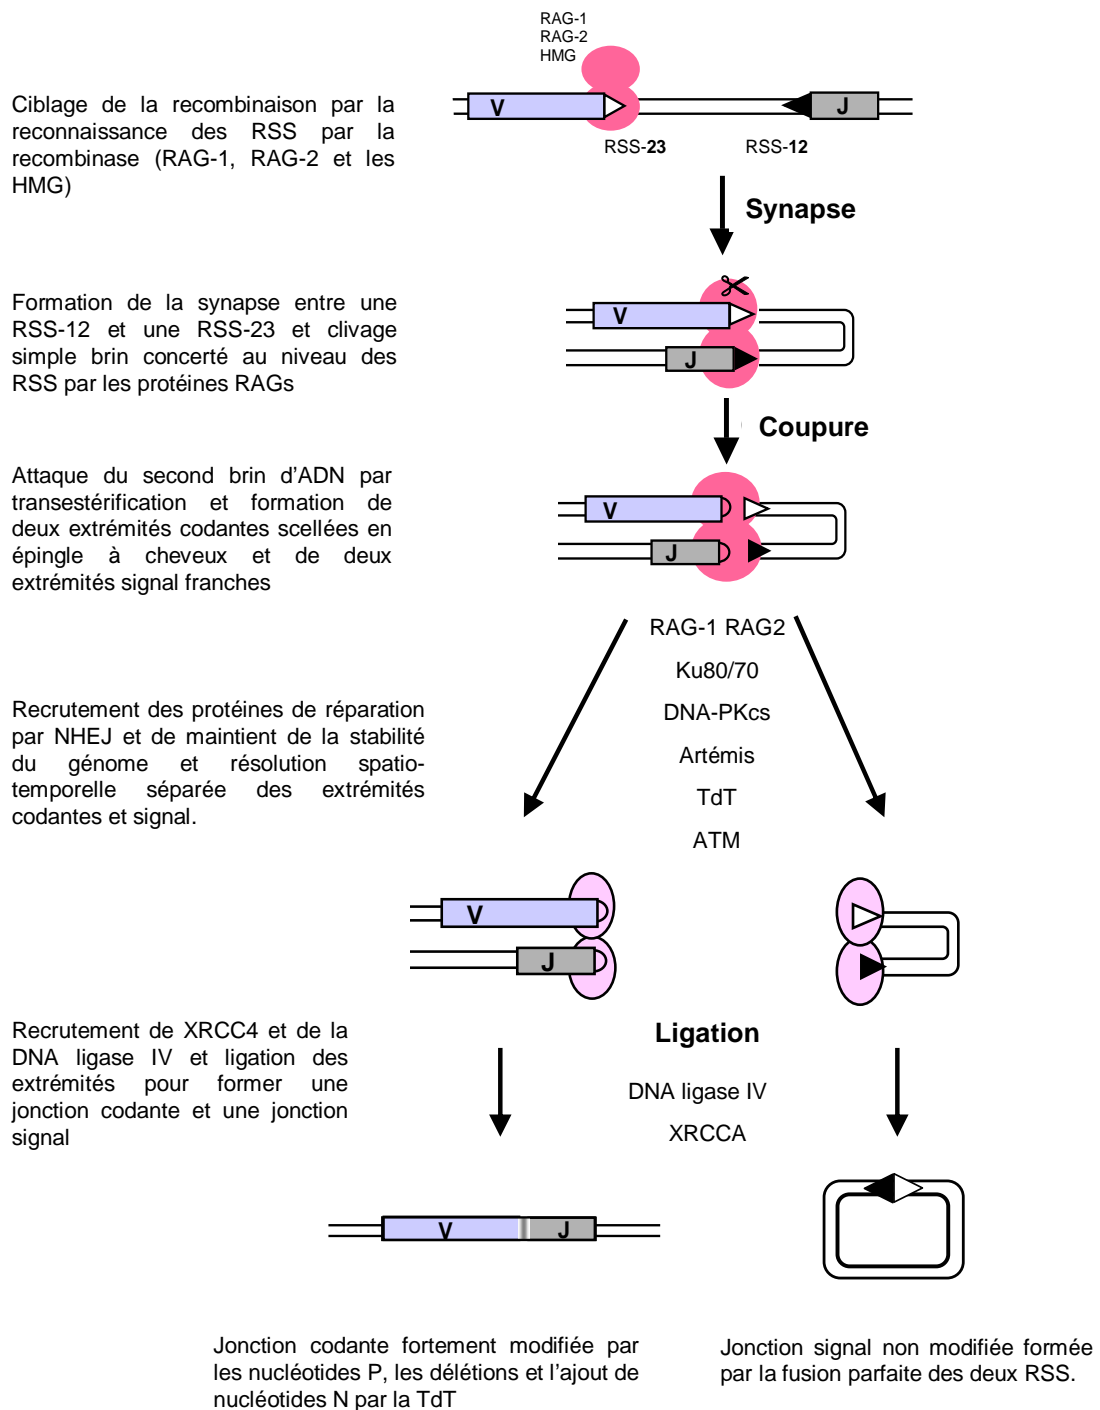 RAG-1
RAG-2
HMG
Ciblage de la recombinaison par la
reconnaissance des RSS par la
recombinase (RAG-1, RAG-2 et les
HMG)
V
J
RSS-23
RSS-12
Synapse
Formation de la synapse entre une
RSS-12 et une RSS-23 et clivage
simple brin concerté au niveau des
RSS par les protéines RAGs
V
J
Coupure
Attaque du second brin d’ADN par
transestérification et formation de
deux extrémités codantes scellées en
épingle à cheveux et de deux
extrémités signal franches
V
J
RAG-1 RAG2
Ku80/70
DNA-PKcs
Artémis
TdT
ATM
Recrutement des protéines de réparation
par NHEJ et de maintient de la stabilité
du génome et résolution spatio-
temporelle séparée des extrémités
codantes et signal.
V
J
Recrutement de XRCC4 et de la
DNA ligase IV et ligation des
extrémités pour former une
jonction codante et une jonction
signal
Ligation
DNA ligase IV
XRCCA
V
J
Jonction codante fortement modifiée par
les nucléotides P, les délétions et l’ajout de
nucléotides N par la TdT
Jonction signal non modifiée formée
par la fusion parfaite des deux RSS.